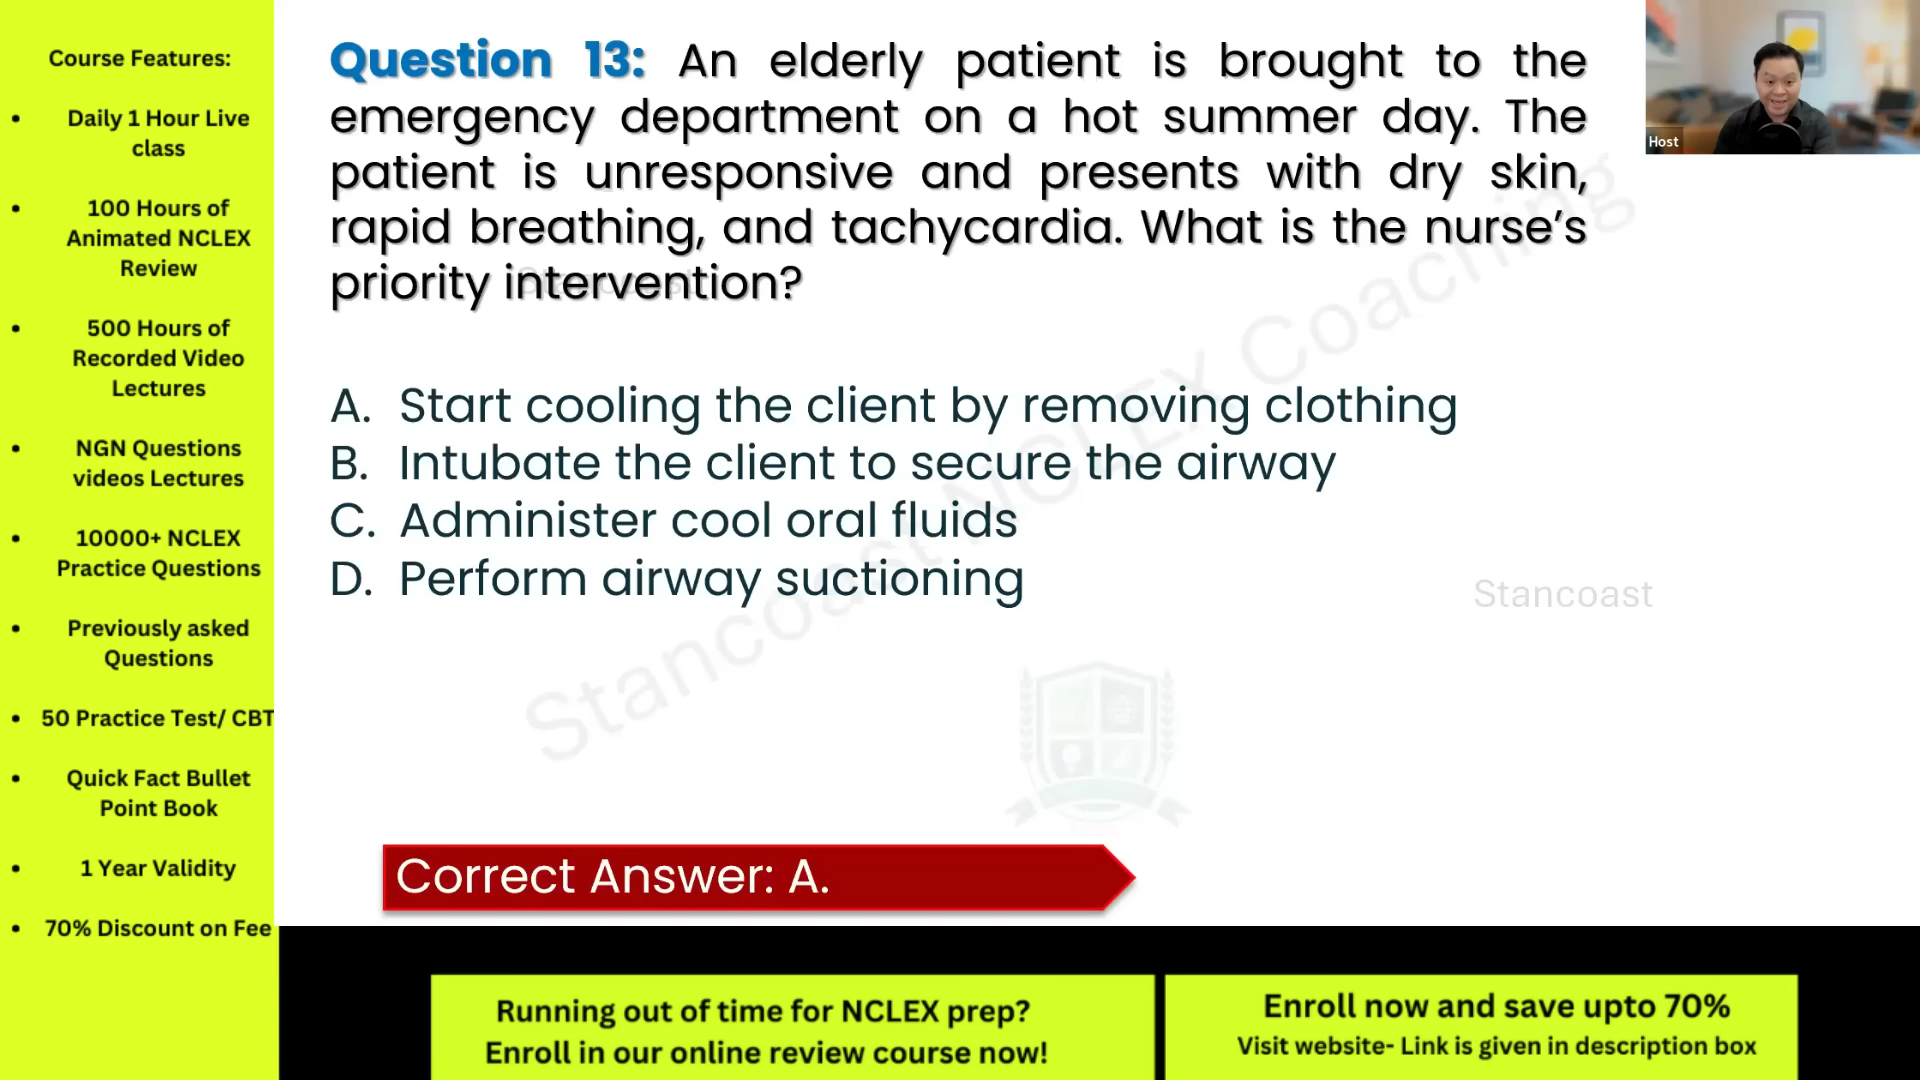 Course Features:
• Daily 1 Hour Live
class
• 100 Hours of
Animated NCLEX
Review
• 500 Hours of
Recorded Video
Lectures
• NGN Questions
videos Lectures
• 10000+ NCLEX
Practice Questions
• Previously asked
Questions
• 50 Practice Test/ CBT
• Quick Fact Bullet
Point Book
• 1 Year Validity
• 70% Discount on Fee
Question 13: An elderly patient is brought to the
emergency department on a hot summer day. The
patient is unresponsive and presents with dry skin,
rapid breathing, and tachycardia. What is the nurse’s
priority intervention?
A. Start cooling the client by removing clothing
B. Intubate the client to secure the airway
C. Administer cool oral fluids
D. Perform airway suctioning
Correct Answer: A.
Host
Stancoast NCLEX Coaching
Stancoast
Stancoast
Running out of time for NCLEX prep?
Enroll in our online review course now!
Enroll now and save upto 70%
Visit website- Link is given in description box